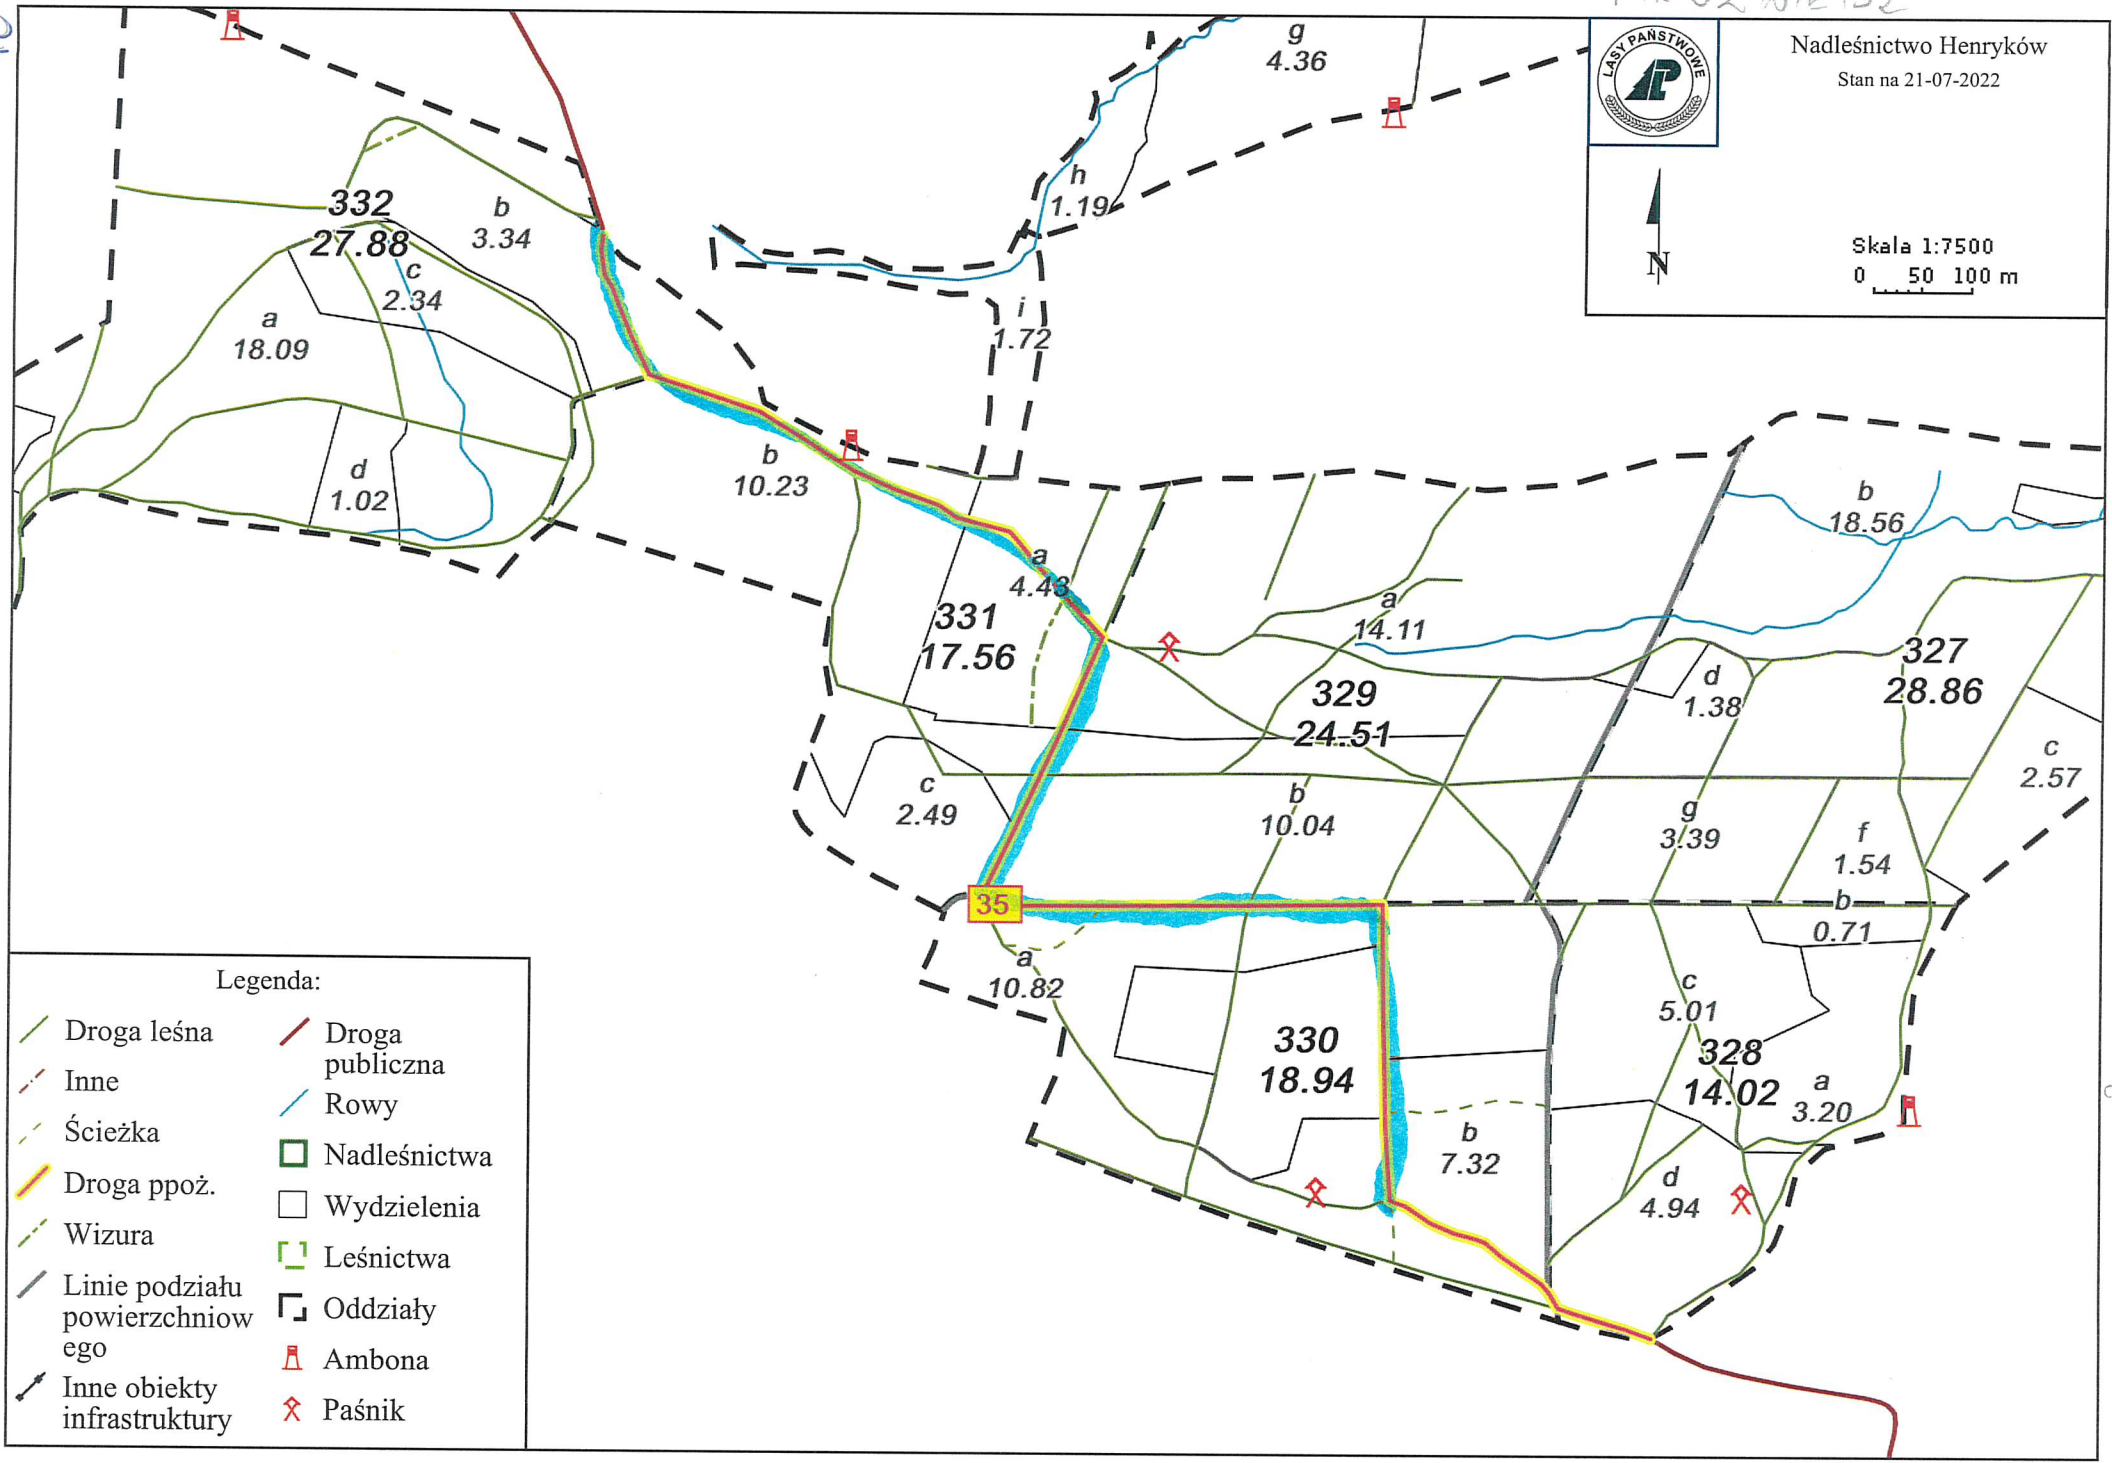 LASY PAŃSTWOWE
Nadleśnictwo Henryków
Stan na 21-07-2022
N
Skala 1:7500
0 50 100 m
g
4.36
h
1.19
i
1.72
332
27.88
b
3.34
c
2.34
a
18.09
d
1.02
b
10.23
a
4.43
331
17.56
c
2.49
a
14.11
329
24.51
b
10.04
b
18.56
327
28.86
d
1.38
c
2.57
g
3.39
f
1.54
b
0.71
35
a
10.82
330
18.94
b
7.32
c
5.01
328
14.02
a
3.20
d
4.94
Legenda:
Droga leśna
Inne
Ścieżka
Droga ppoż.
Wizura
Linie podziału
powierzchniow
ego
Inne obiekty
infrastruktury
Droga
publiczna
Rowy
Nadleśnictwa
Wydzielenia
Leśnictwa
Oddziały
Ambona
Paśnik